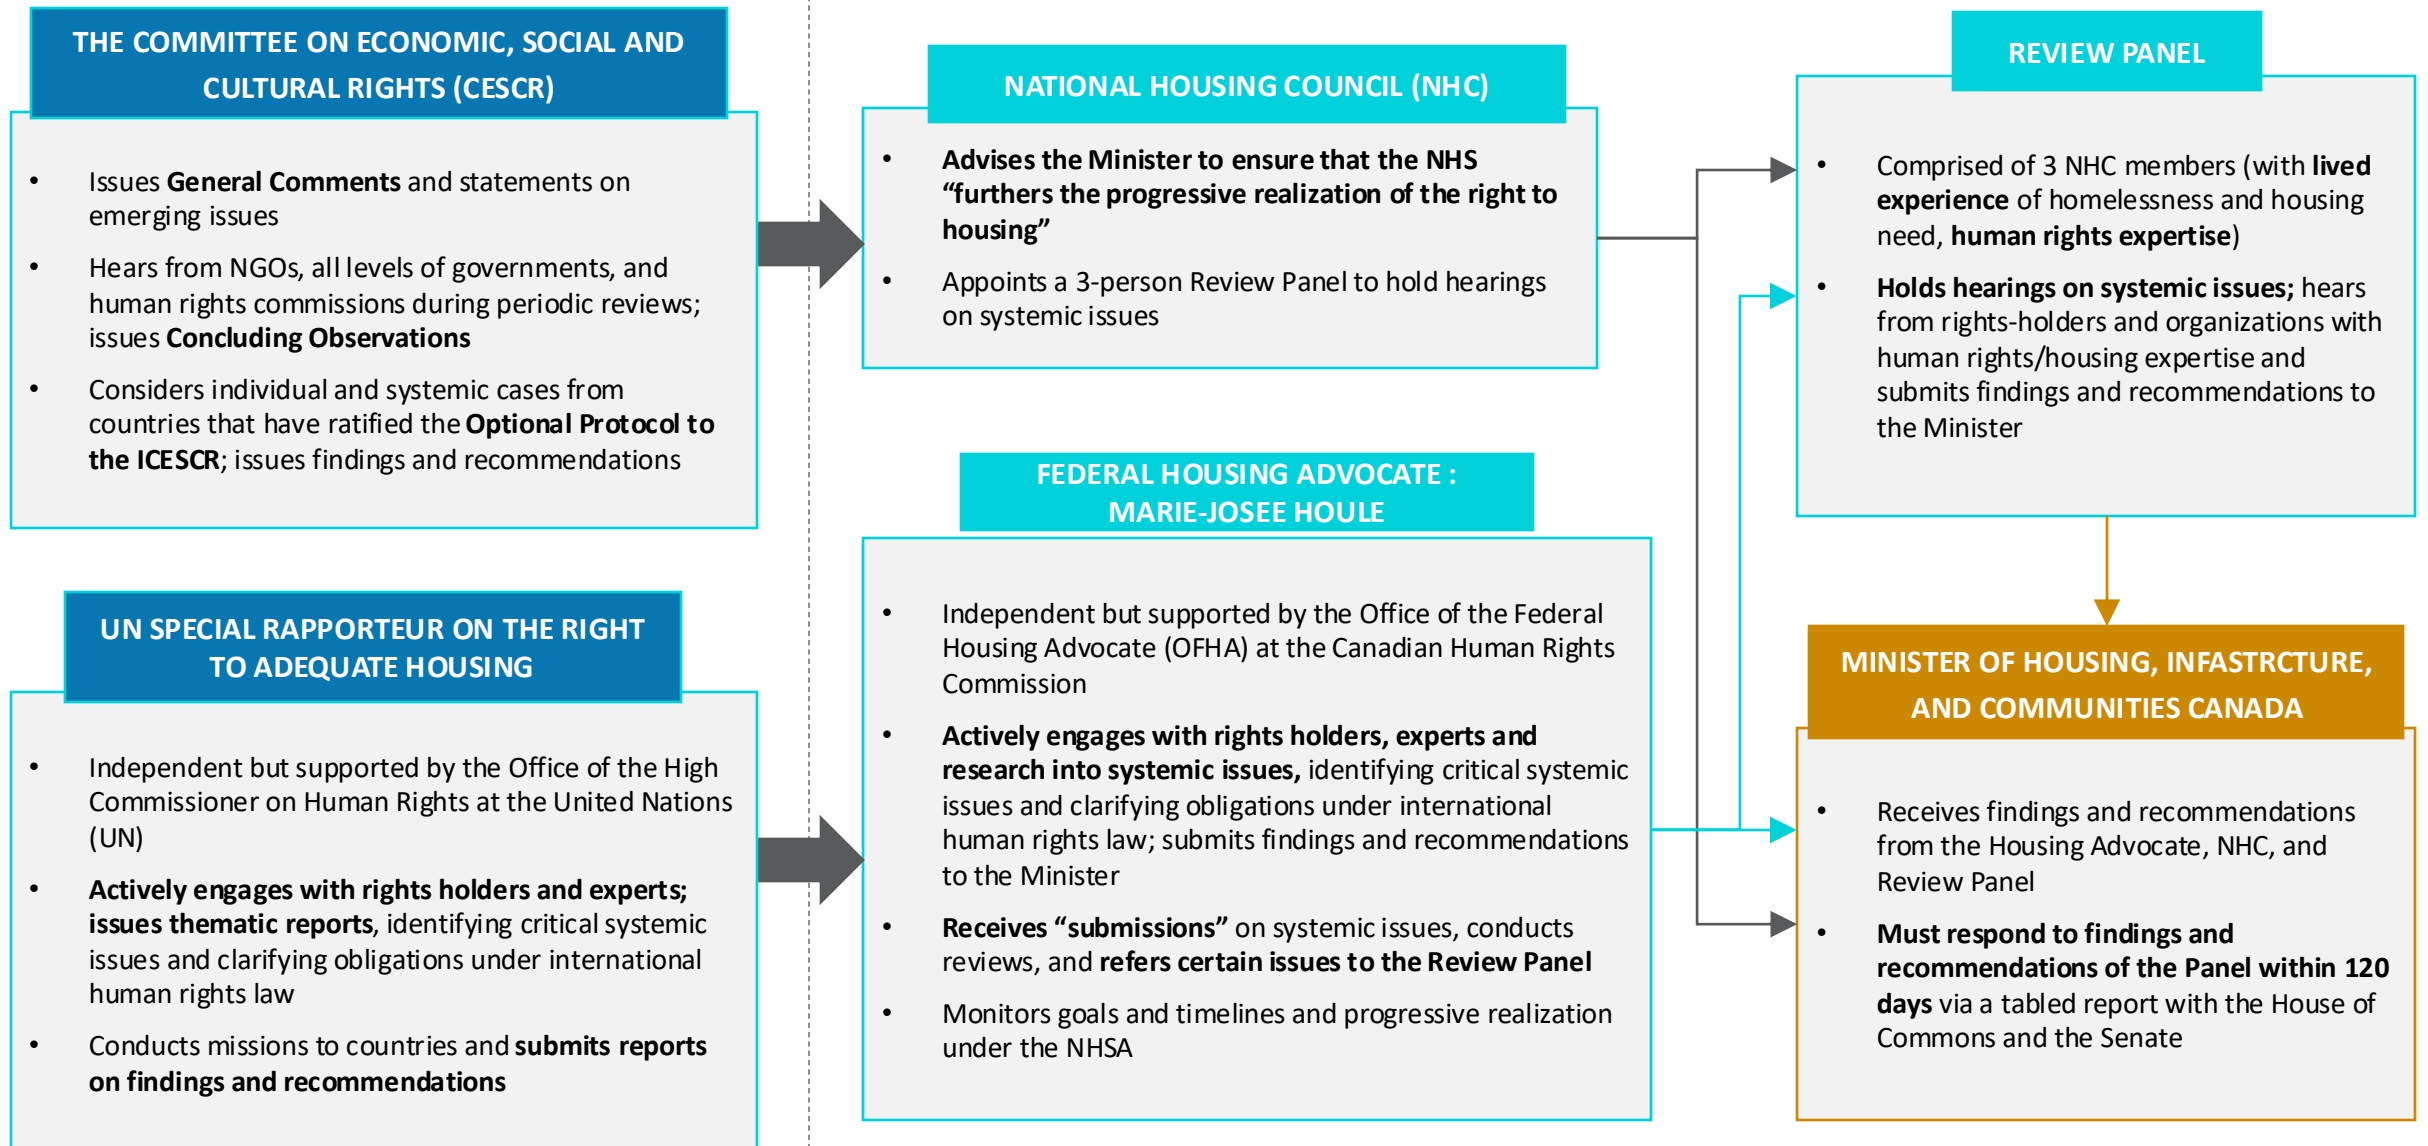 THE COMMITTEE ON ECONOMIC, SOCIAL AND
CULTURAL RIGHTS (CESCR)
• Issues General Comments and statements on
emerging issues
• Hears from NGOs, all levels of governments, and
human rights commissions during periodic reviews;
issues Concluding Observations
• Considers individual and systemic cases from
countries that have ratified the Optional Protocol to
the ICESCR; issues findings and recommendations
UN SPECIAL RAPPORTEUR ON THE RIGHT
TO ADEQUATE HOUSING
• Independent but supported by the Office of the High
Commissioner on Human Rights at the United Nations
(UN)
• Actively engages with rights holders and experts;
issues thematic reports, identifying critical systemic
issues and clarifying obligations under international
human rights law
• Conducts missions to countries and submits reports
on findings and recommendations
NATIONAL HOUSING COUNCIL (NHC)
• Advises the Minister to ensure that the NHS
“furthers the progressive realization of the right to
housing”
• Appoints a 3-person Review Panel to hold hearings
on systemic issues
FEDERAL HOUSING ADVOCATE :
MARIE-JOSEE HOULE
• Independent but supported by the Office of the Federal
Housing Advocate (OFHA) at the Canadian Human Rights
Commission
• Actively engages with rights holders, experts and
research into systemic issues, identifying critical systemic
issues and clarifying obligations under international
human rights law; submits findings and recommendations
to the Minister
• Receives “submissions” on systemic issues, conducts
reviews, and refers certain issues to the Review Panel
• Monitors goals and timelines and progressive realization
under the NHSA
REVIEW PANEL
• Comprised of 3 NHC members (with lived
experience of homelessness and housing
need, human rights expertise)
• Holds hearings on systemic issues; hears
from rights-holders and organizations with
human rights/housing expertise and
submits findings and recommendations to
the Minister
MINISTER OF HOUSING, INFASTRCTURE,
AND COMMUNITIES CANADA
• Receives findings and recommendations
from the Housing Advocate, NHC, and
Review Panel
• Must respond to findings and
recommendations of the Panel within 120
days via a tabled report with the House of
Commons and the Senate